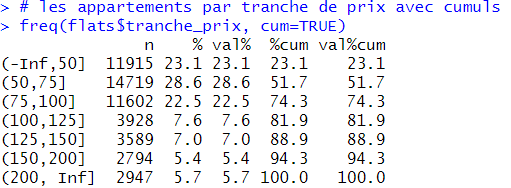 > # les appartements par tranche de prix avec cumuls
> freq(flats$tranche_prix, cum=TRUE)
n % val% %cum val%cum
(-Inf,50] 11915 23.1 23.1 23.1 23.1
(50,75] 14719 28.6 28.6 51.7 51.7
(75,100] 11602 22.5 22.5 74.3 74.3
(100,125] 3928 7.6 7.6 81.9 81.9
(125,150] 3589 7.0 7.0 88.9 88.9
(150,200] 2794 5.4 5.4 94.3 94.3
(200, Inf] 2947 5.7 5.7 100.0 100.0